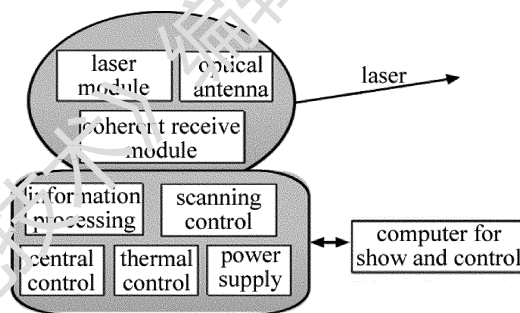 laser
module
optical
antenna
laser
coherent receive
module
information
processing
scanning
control
central
control
thermal
control
power
supply
computer for
show and control